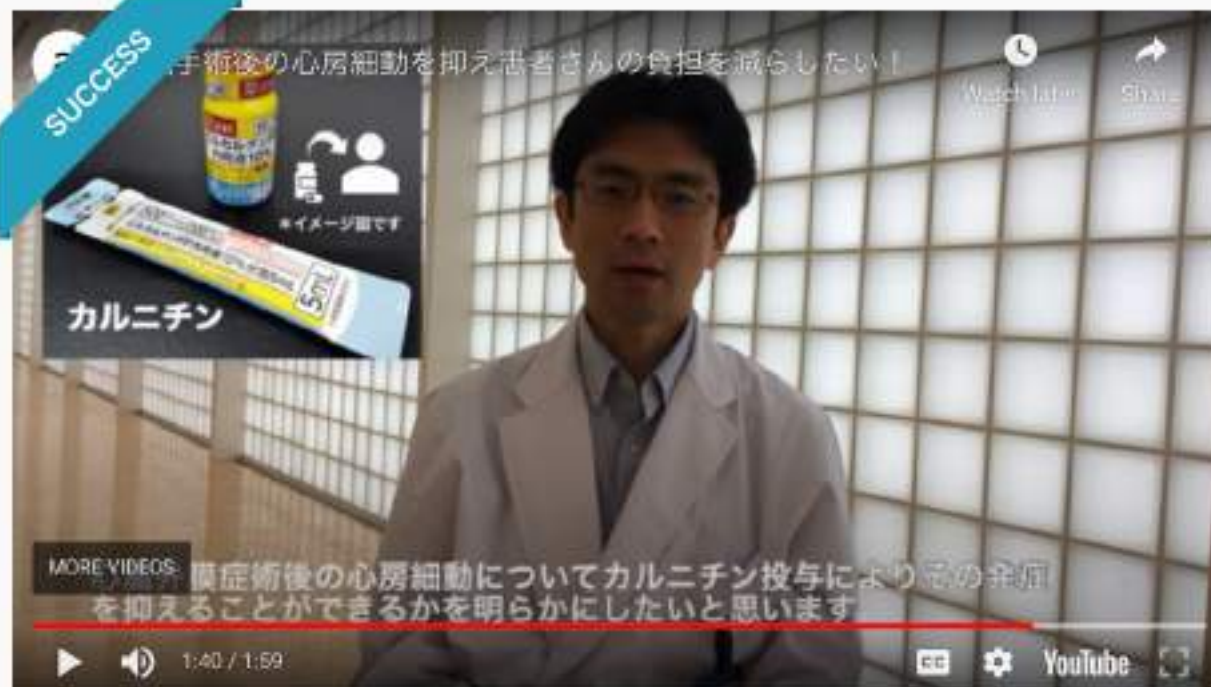 SUCCESS
手術後の心房細動を抑え患者さんの負担を減らしたい！
Watch later
Share
＊イメージ図です
5mL
カルニチン
MORE VIDEOS
膜症術後の心房細動についてカルニチン投与によりその発症
を抑えることができるかを明らかにしたいと思います
1:40 / 1:59
CC
YouTube